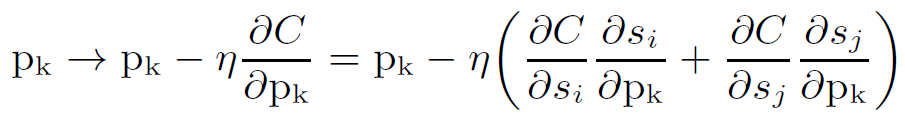 p_k → p_k − η ∂C/∂p_k = p_k − η( ∂C/∂s_i ∂s_i/∂p_k + ∂C/∂s_j ∂s_j/∂p_k )